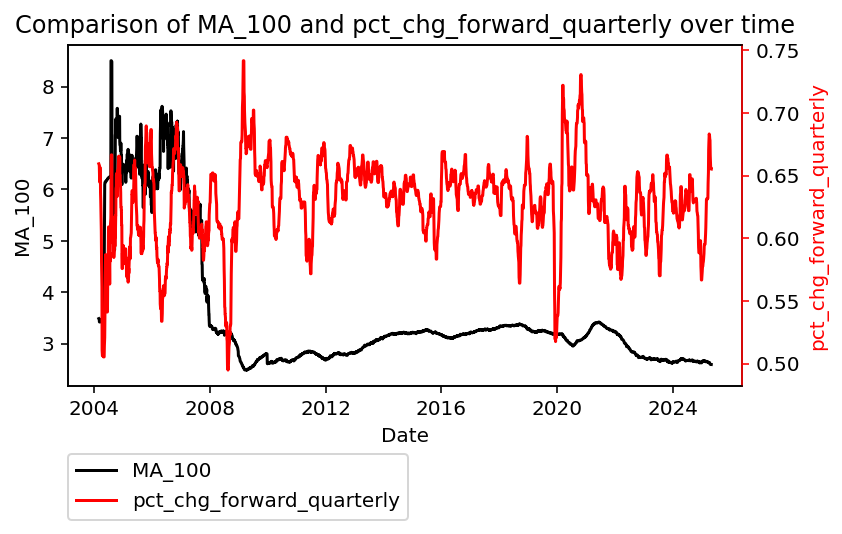 Comparison of MA_100 and pct_chg_forward_quarterly over time
MA_100
8
7
6
5
4
3
pct_chg_forward_quarterly
0.75
0.70
0.65
0.60
0.55
0.50
2004 2008 2012 2016 2020 2024
Date
MA_100
pct_chg_forward_quarterly